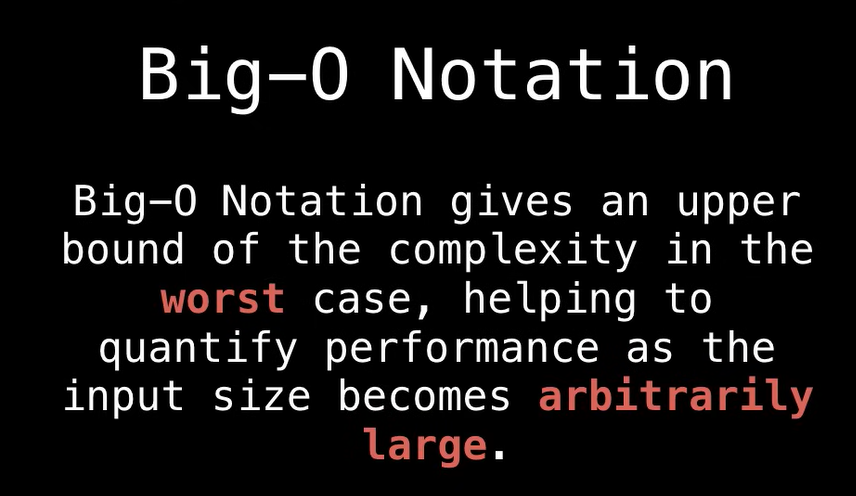 Big-O Notation
Big-O Notation gives an upper
bound of the complexity in the
worst case, helping to
quantify performance as the
input size becomes arbitrarily
large.